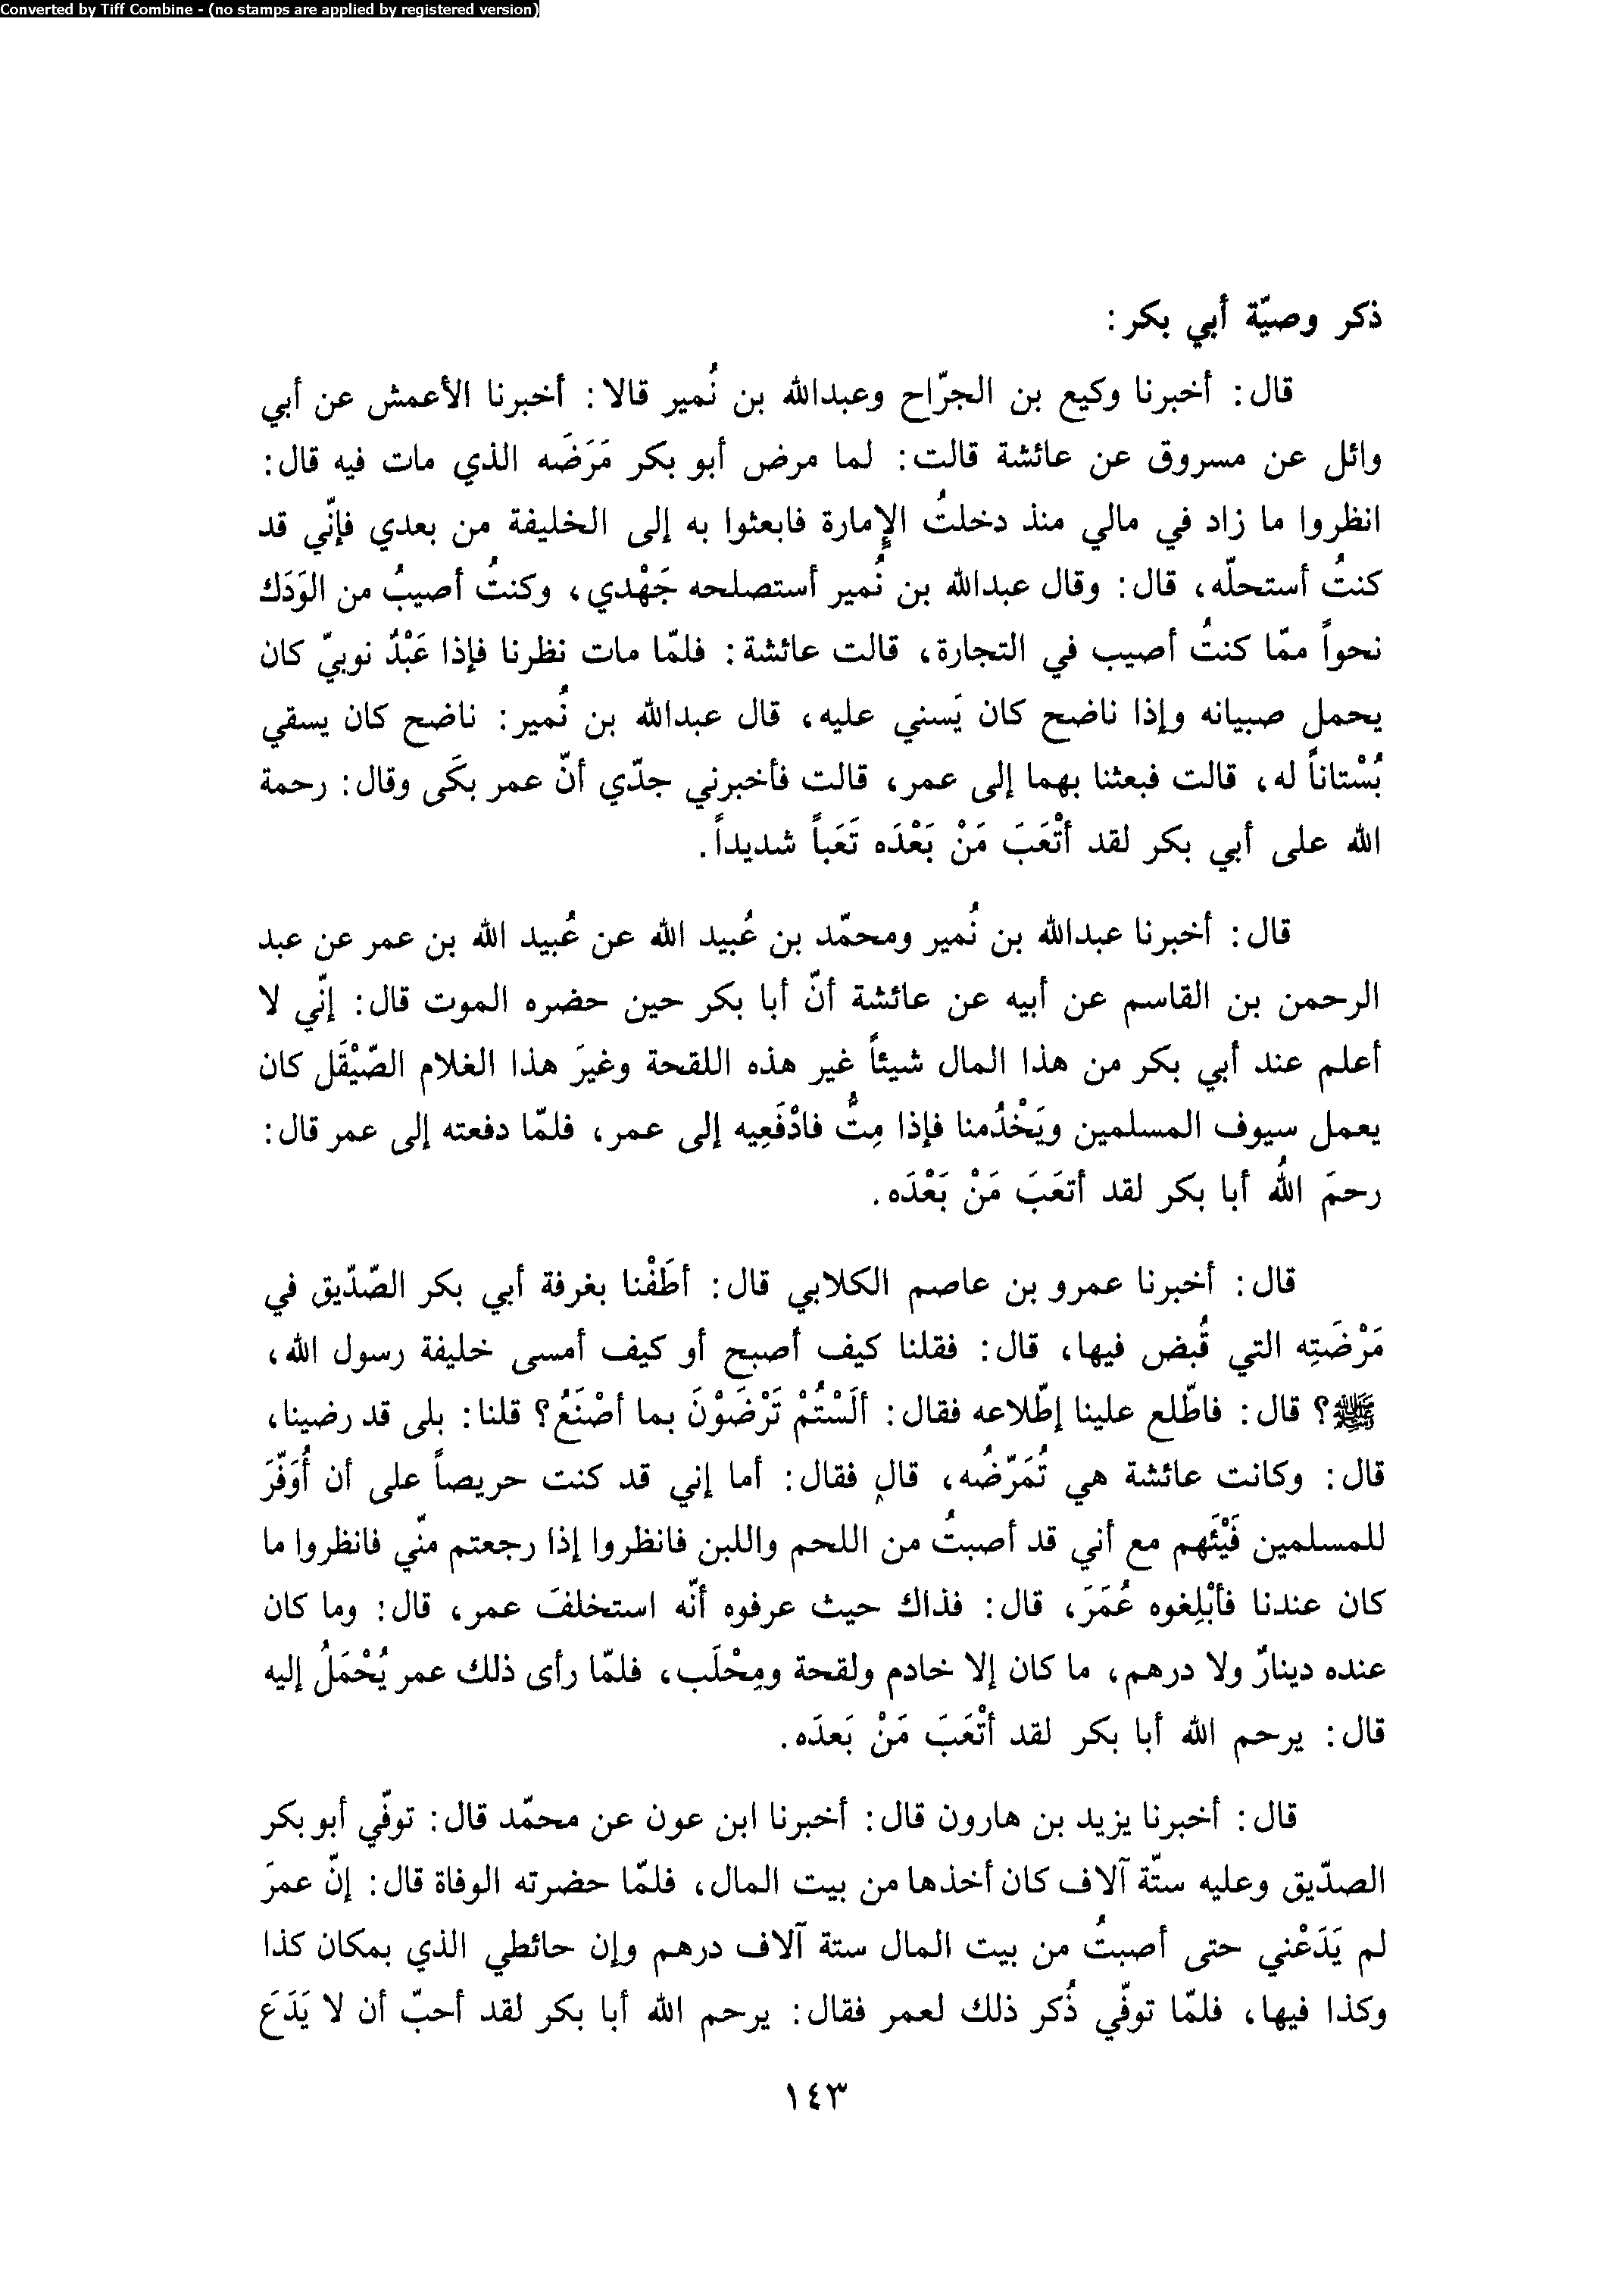 Converted by Tiff Combine - (no stamps are applied by registered version)
ذكر وصيّة أبي بكر:
قال: أخبرنا وكيع بن الجرّاح وعبدالله بن نُمير قالا: أخبرنا الأعمش عن أبي
وائل عن مسروق عن عائشة قالت: لما مرض أبو بكر مَرَضَه الذي مات فيه قال:
انظروا ما زاد في مالي منذ دخلتُ الإِمارة فابعثوا به إلى الخليفة من بعدي فإنّي قد
كنتُ أستحلّه، قال: وقال عبدالله بن نُمير أستصلحه جَهْدي، وكنتُ أصيبُ من الوَدَك
نحواً ممّا كنتُ أصيب في التجارة، قالت عائشة: فلمّا مات نظرنا فإذا عَبْدٌ نوبيّ كان
يحمل صبيانه وإذا ناضح كان يَسني عليه، قال عبدالله بن نُمير: ناضح كان يسقي
بُسْتاناً له، قالت فبعثنا بهما إلى عمر، قالت فأخبرني جدّي أنّ عمر بكَى وقال: رحمة
الله على أبي بكر لقد أتْعَبَ مَنْ بَعْدَه تَعَباً شديداً.
قال: أخبرنا عبدالله بن نُمير ومحمّد بن عُبيد الله عن عُبيد الله بن عمر عن عبد
الرحمن بن القاسم عن أبيه عن عائشة أنّ أبا بكر حين حضره الموت قال: إنّي لا
أعلم عند أبي بكر من هذا المال شيئاً غير هذه اللقحة وغيرَ هذا الغلام الصّيْقَل كان
يعمل سيوف المسلمين ويَخْدُمنا فإذا مِتُّ فادْفَعِيه إلى عمر، فلمّا دفعته إلى عمر قال:
رحمَ اللهُ أبا بكر لقد أتعَبَ مَنْ بَعْدَه.
قال: أخبرنا عمرو بن عاصم الكلابي قال: أطَفْنا بغرفة أبي بكر الصّدّيق في
مَرْضَتِه التي قُبض فيها، قال: فقلنا كيف أصبح أو كيف أمسى خليفة رسول الله،
ﷺ؟ قال: فاطّلع علينا إطّلاعه فقال: ألَسْتُمْ تَرْضَوْنَ بما أصْنَعُ؟ قلنا: بلى قد رضينا،
قال: وكانت عائشة هي تُمَرّضُه، قال فقال: أما إني قد كنت حريصاً على أن أُوَفّرَ
للمسلمين فَيْئَهم مع أني قد أصبتُ من اللحم واللبن فانظروا إذا رجعتم منّي فانظروا ما
كان عندنا فأبْلِغوه عُمَرَ، قال: فذاك حيث عرفوه أنّه استخلفَ عمر، قال: وما كان
عنده دينارٌ ولا درهم، ما كان إلا خادم ولقحة ومِحْلَب، فلمّا رأى ذلك عمر يُحْمَلُ إليه
قال: يرحم الله أبا بكر لقد أتْعَبَ مَنْ بَعدَه.
قال: أخبرنا يزيد بن هارون قال: أخبرنا ابن عون عن محمّد قال: توفّي أبو بكر
الصدّيق وعليه ستّة آلاف كان أخذها من بيت المال، فلمّا حضرته الوفاة قال: إنّ عمرَ
لم يَدَعْني حتى أصبتُ من بيت المال ستة آلاف درهم وإن حائطي الذي بمكان كذا
وكذا فيها، فلمّا توفّي ذُكر ذلك لعمر فقال: يرحم الله أبا بكر لقد أحبّ أن لا يَدَعَ
١٤٣